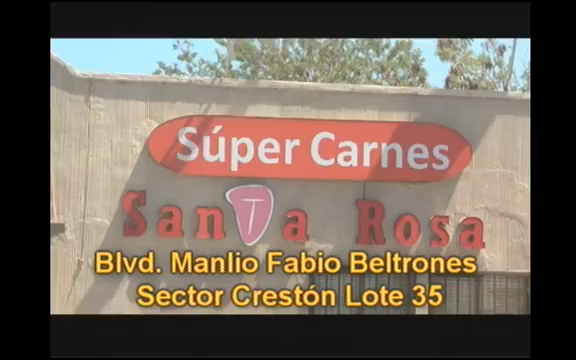 Súper Carnes
Santa Rosa
Blvd. Manlio Fabio Beltrones
Sector Crestón Lote 35